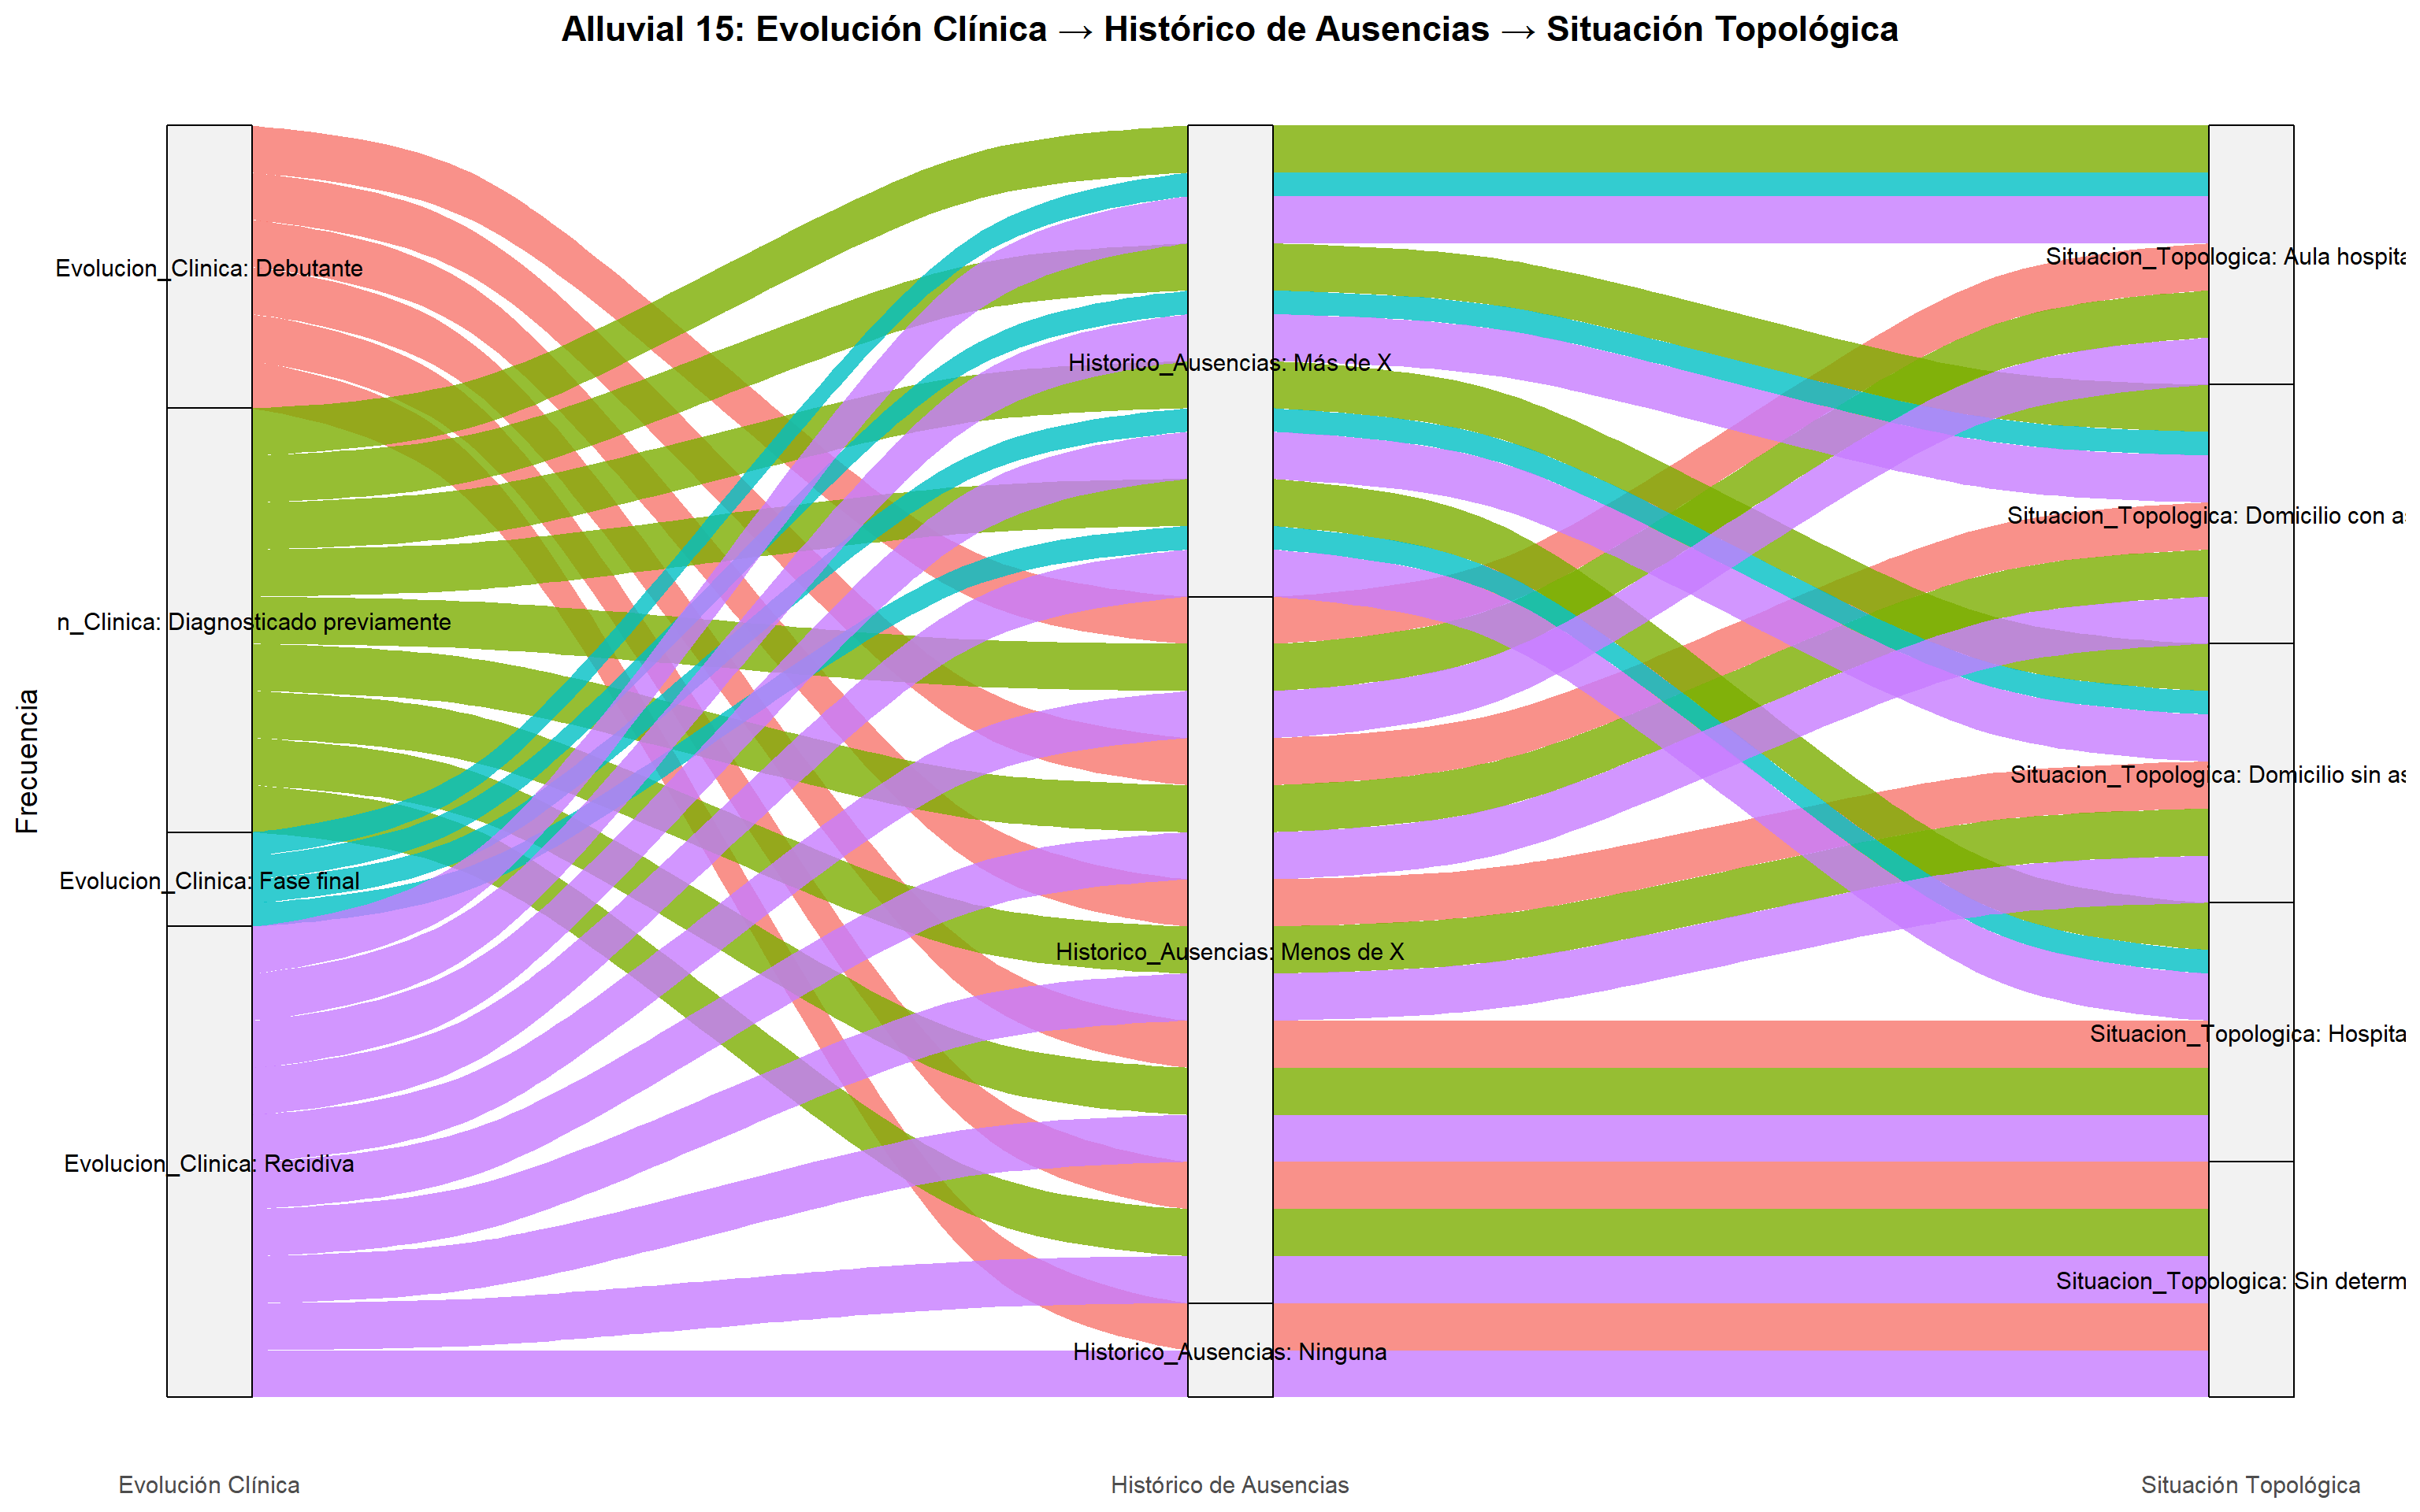 Alluvial 15: Evolución Clínica → Histórico de Ausencias → Situación Topológica
Frecuencia
Evolucion_Clinica: Debutante
n_Clinica: Diagnosticado previamente
Evolucion_Clinica: Fase final
Evolucion_Clinica: Recidiva
Historico_Ausencias: Más de X
Historico_Ausencias: Menos de X
Historico_Ausencias: Ninguna
Situacion_Topologica: Aula hospita
Situacion_Topologica: Domicilio con as
Situacion_Topologica: Domicilio sin as
Situacion_Topologica: Hospita
Situacion_Topologica: Sin determ
Evolución Clínica
Histórico de Ausencias
Situación Topológica